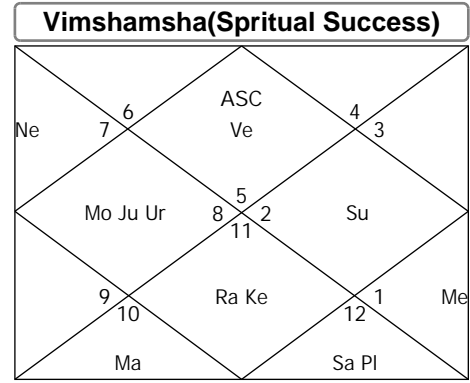 Vimshamsha(Spritual Success)
ASC
6 4
Ne 7 Ve 3
5
Mo Ju Ur 8 2 Su
11
9 Ra Ke 1 Me
10 12
Ma Sa Pl